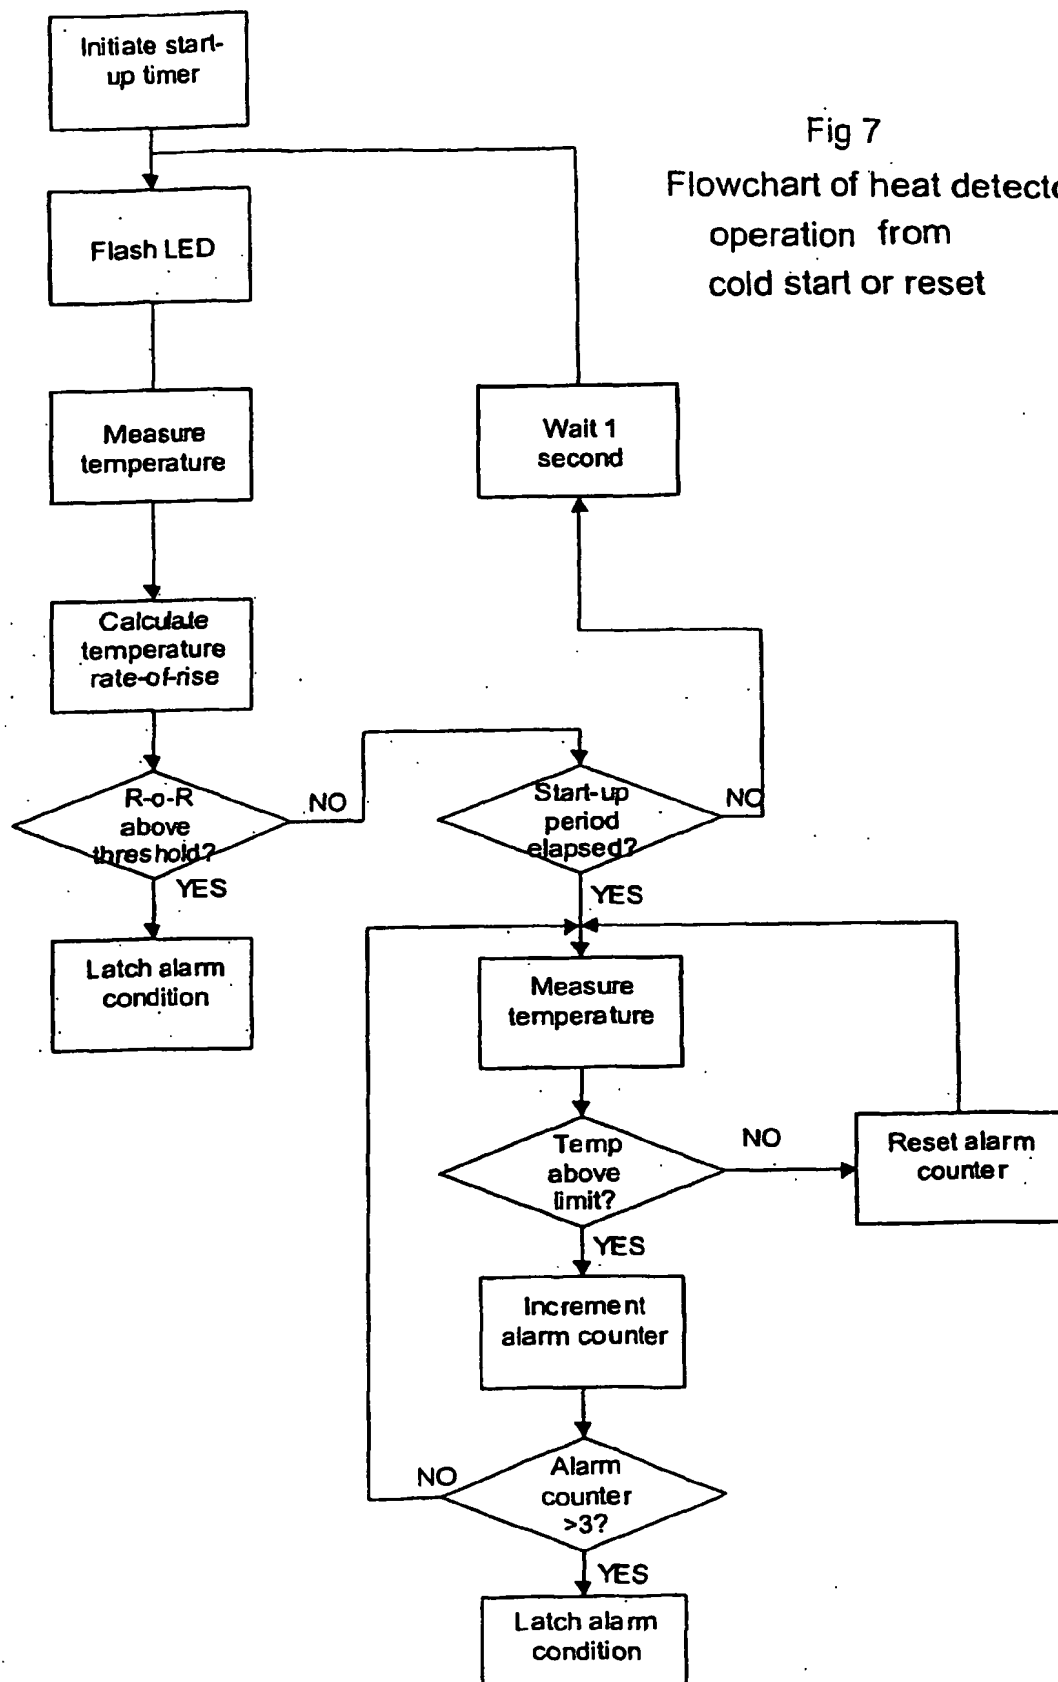 Initiate start-
up timer
Fig 7
Flowchart of heat detecto
operation from
cold start or reset
Flash LED
Measure
temperature
Wait 1
second
Calculate
temperature
rate-of-rise
R-o-R
above
threshold?
NO
YES
Latch alarm
condition
Start-up
period
elapsed?
NO
YES
Measure
temperature
Temp
above
limit?
NO
Reset alarm
counter
YES
Increment
alarm counter
Alarm
counter
>3?
NO
YES
Latch alarm
condition